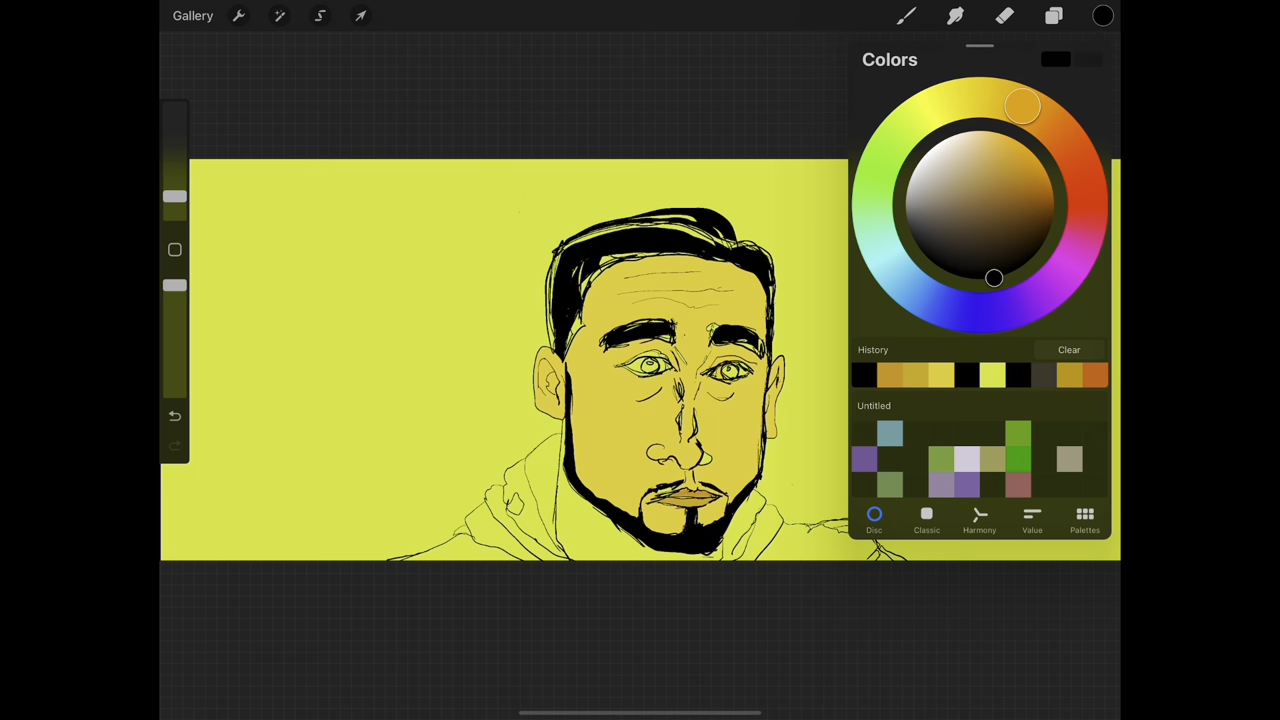 Gallery
Colors
History
Clear
Untitled
Disc
Classic
Harmony
Value
Palettes